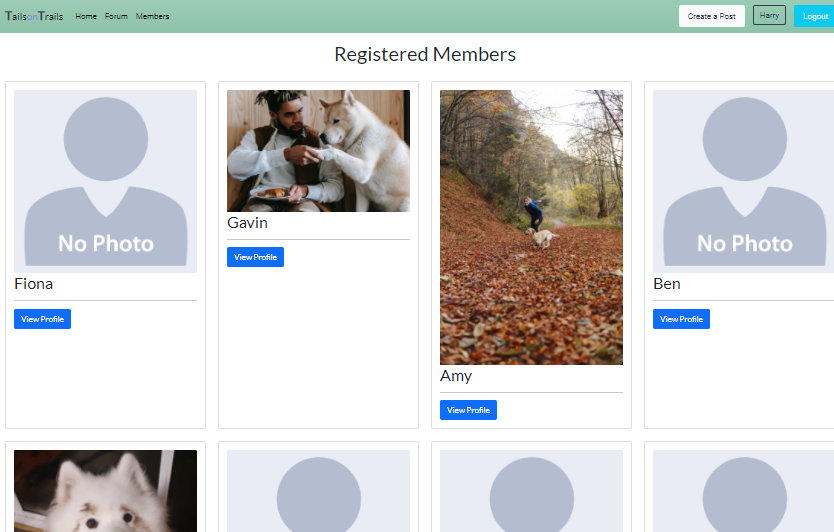 TailsonTrails Home Forum Members Create a Post Harry Logout
Registered Members
No Photo
Fiona
View Profile
Gavin
View Profile
Amy
View Profile
No Photo
Ben
View Profile